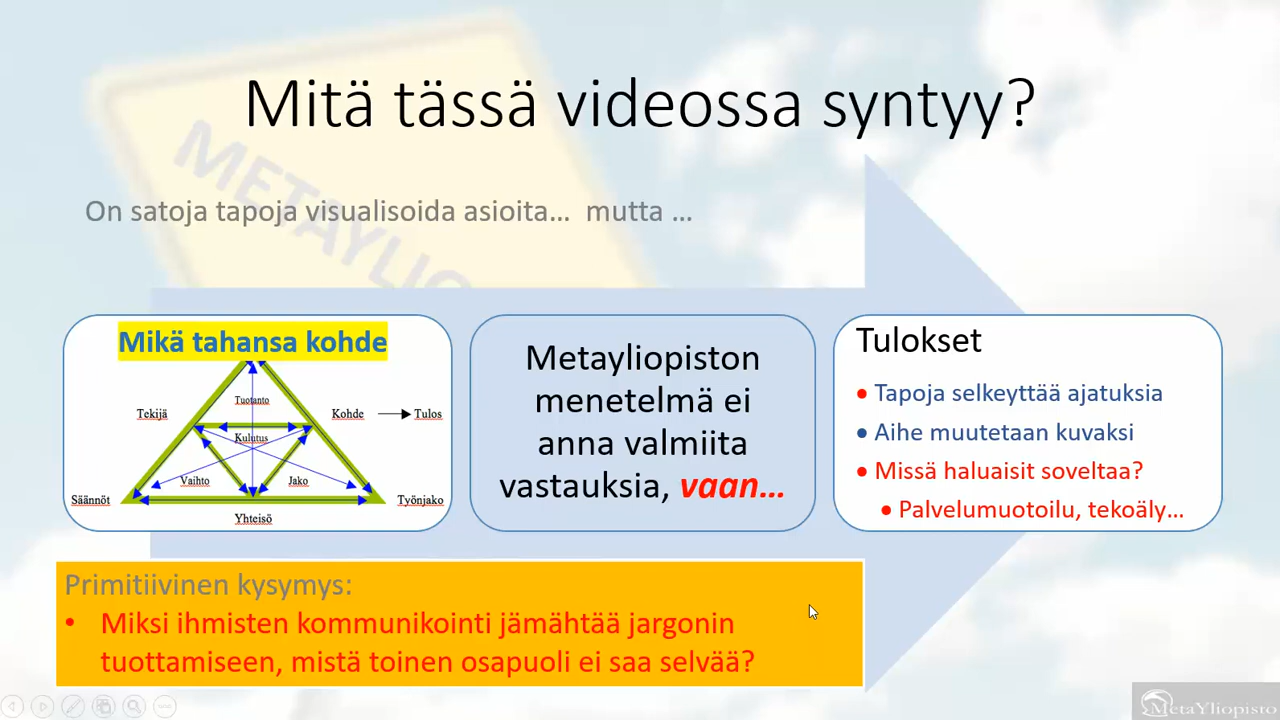 Mitä tässä videossa syntyy?
On satoja tapoja visualisoida asioita... mutta ...
METAYLIO
Mikä tahansa kohde
Tuotanto
Tekijä
Kohde
Tulos
Kulutus
Vaihto
Jako
Säännöt
Työnjako
Yhteisö
Metayliopiston
menetelmä ei
anna valmiita
vastauksia, vaan...
Tulokset
• Tapoja selkeyttää ajatuksia
• Aihe muutetaan kuvaksi
• Missä haluaisit soveltaa?
• Palvelumuotoilu, tekoäly...
Primitiivinen kysymys:
• Miksi ihmisten kommunikointi jämähtää jargonin
tuottamiseen, mistä toinen osapuoli ei saa selvää?
MetaYliopisto